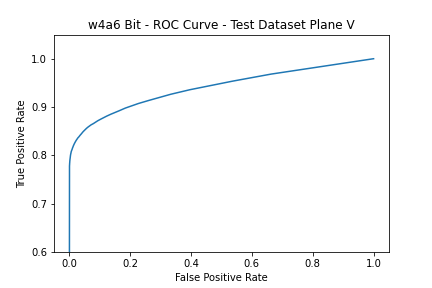 w4a6 Bit - ROC Curve - Test Dataset Plane V
1.0
0.9
0.8
0.7
0.6
True Positive Rate
0.0 0.2 0.4 0.6 0.8 1.0
False Positive Rate